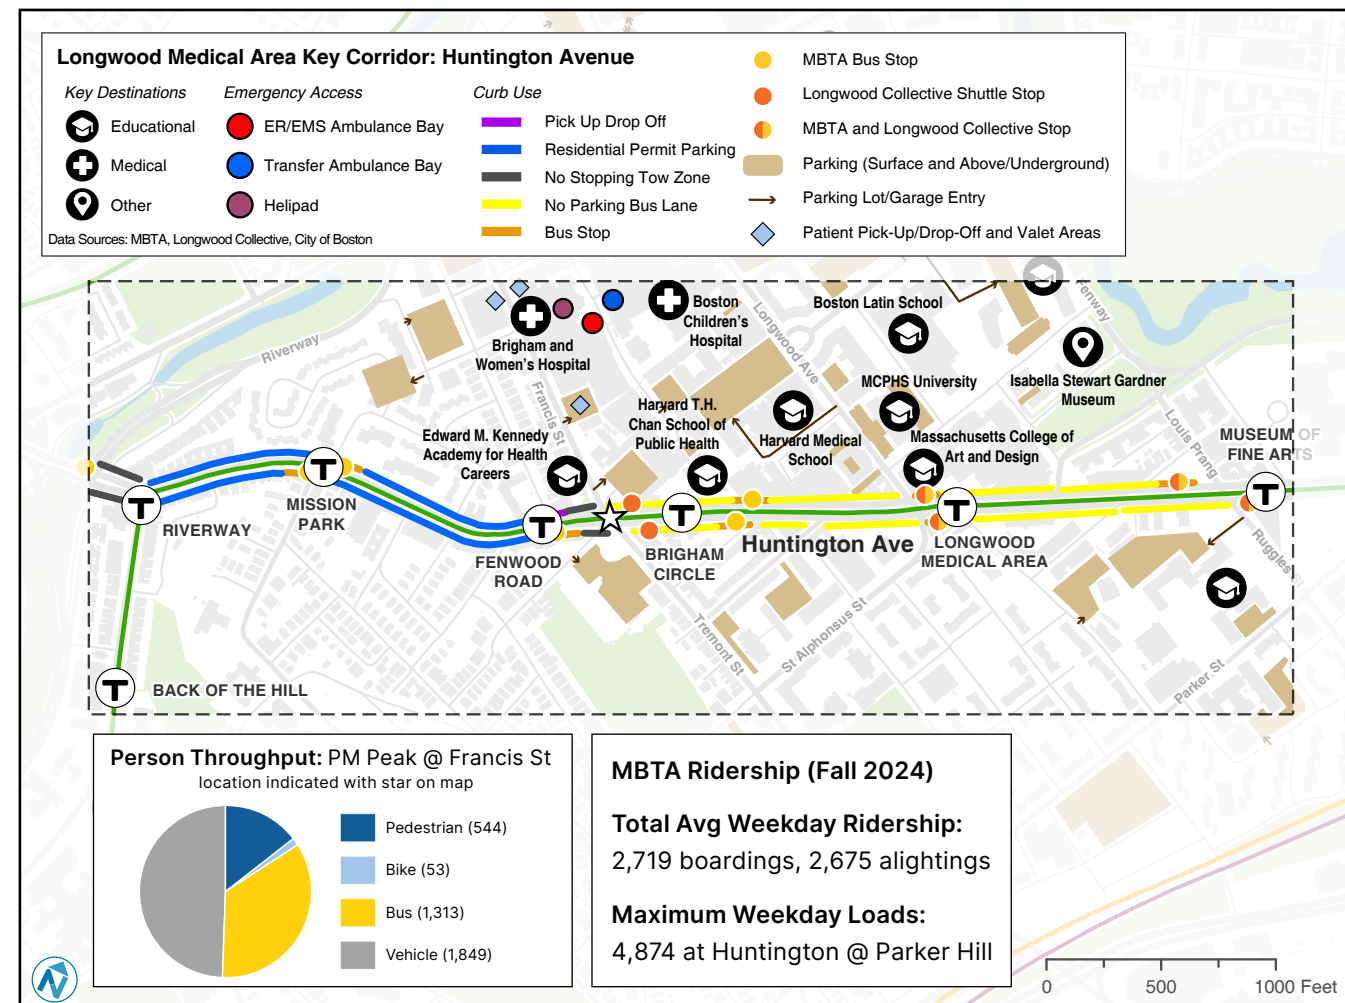 Longwood Medical Area Key Corridor: Huntington Avenue
Key Destinations
Educational
Medical
Other
Emergency Access
ER/EMS Ambulance Bay
Transfer Ambulance Bay
Helipad
Curb Use
Pick Up Drop Off
Residential Permit Parking
No Stopping Tow Zone
No Parking Bus Lane
Bus Stop
MBTA Bus Stop
Longwood Collective Shuttle Stop
MBTA and Longwood Collective Stop
Parking (Surface and Above/Underground)
Parking Lot/Garage Entry
Patient Pick-Up/Drop-Off and Valet Areas
Data Sources: MBTA, Longwood Collective, City of Boston
Riverway
Brigham and
Women's Hospital
Boston
Children's
Hospital
Longwood Ave
Boston Latin School
Fenway
Isabella Stewart Gardner
Museum
MCPHS University
Francis St
Edward M. Kennedy
Academy for Health
Careers
Harvard T.H.
Chan School of
Public Health
Harvard Medical
School
Massachusetts College of
Art and Design
Louis Prang
MUSEUM OF
FINE ARTS
T
RIVERWAY
T
MISSION
PARK
T
FENWOOD
ROAD
T
BRIGHAM
CIRCLE
Huntington Ave
T
LONGWOOD
MEDICAL AREA
T
Ruggles St
Tremont St
St Alphonsus St
Parker St
T
BACK OF THE HILL
Person Throughput: PM Peak @ Francis St
location indicated with star on map
Pedestrian (544)
Bike (53)
Bus (1,313)
Vehicle (1,849)
MBTA Ridership (Fall 2024)
Total Avg Weekday Ridership:
2,719 boardings, 2,675 alightings
Maximum Weekday Loads:
4,874 at Huntington @ Parker Hill
0 500 1000 Feet
N